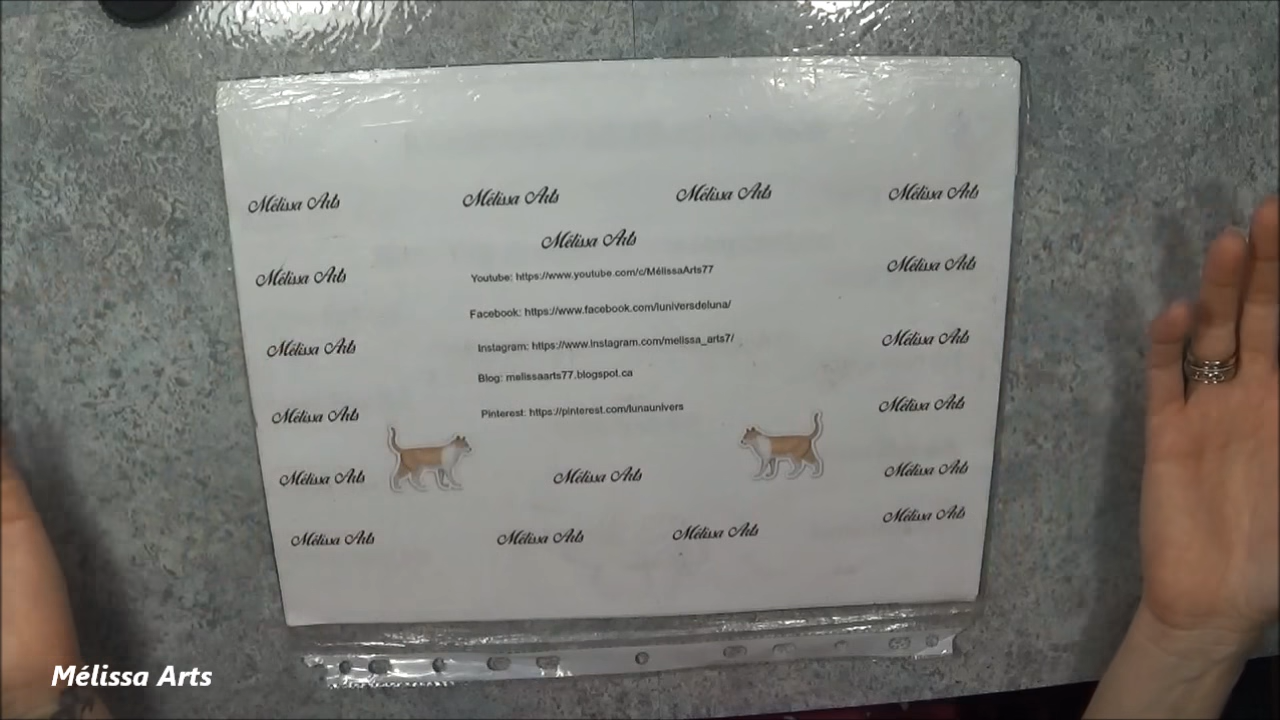 Mélissa Arts Mélissa Arts Mélissa Arts Mélissa Arts
Mélissa Arts
Mélissa Arts Mélissa Arts
Youtube: https://www.youtube.com/c/MélissaArts77
Facebook: https://www.facebook.com/luniversdeluna/
Mélissa Arts Mélissa Arts
Instagram: https://www.instagram.com/melissa_arts7/
Blog: melissaarts77.blogspot.ca
Mélissa Arts Mélissa Arts
Pinterest: https://pinterest.com/lunaunivers
Mélissa Arts Mélissa Arts Mélissa Arts
Mélissa Arts
Mélissa Arts Mélissa Arts Mélissa Arts
Mélissa Arts